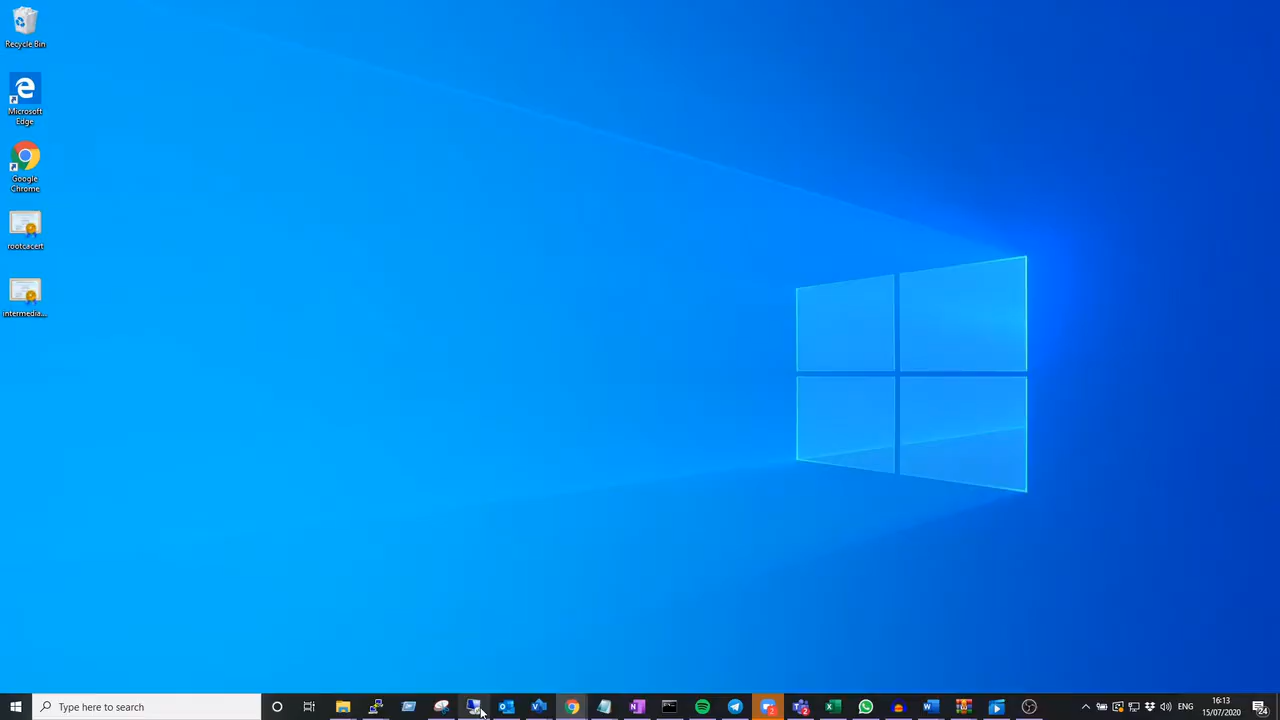 Recycle Bin
Microsoft
Edge
Google
Chrome
rootcacert
intermedia...
Type here to search
ENG
16:13
15/07/2020